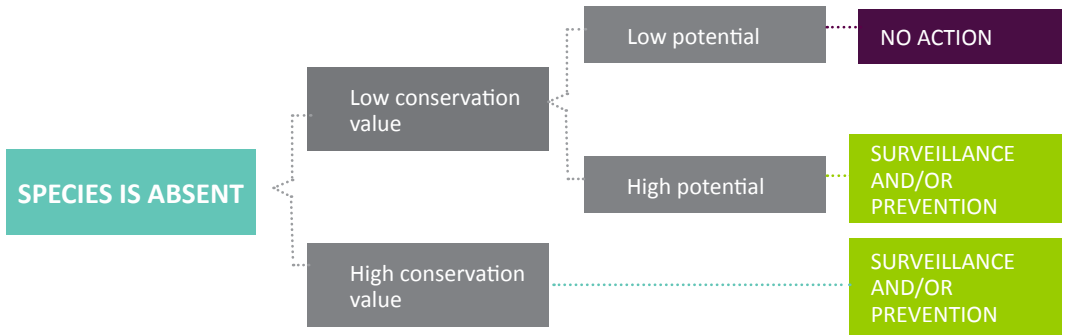 SPECIES IS ABSENT
Low conservation
value
Low potential
NO ACTION
High potential
SURVEILLANCE
AND/OR
PREVENTION
High conservation
value
SURVEILLANCE
AND/OR
PREVENTION